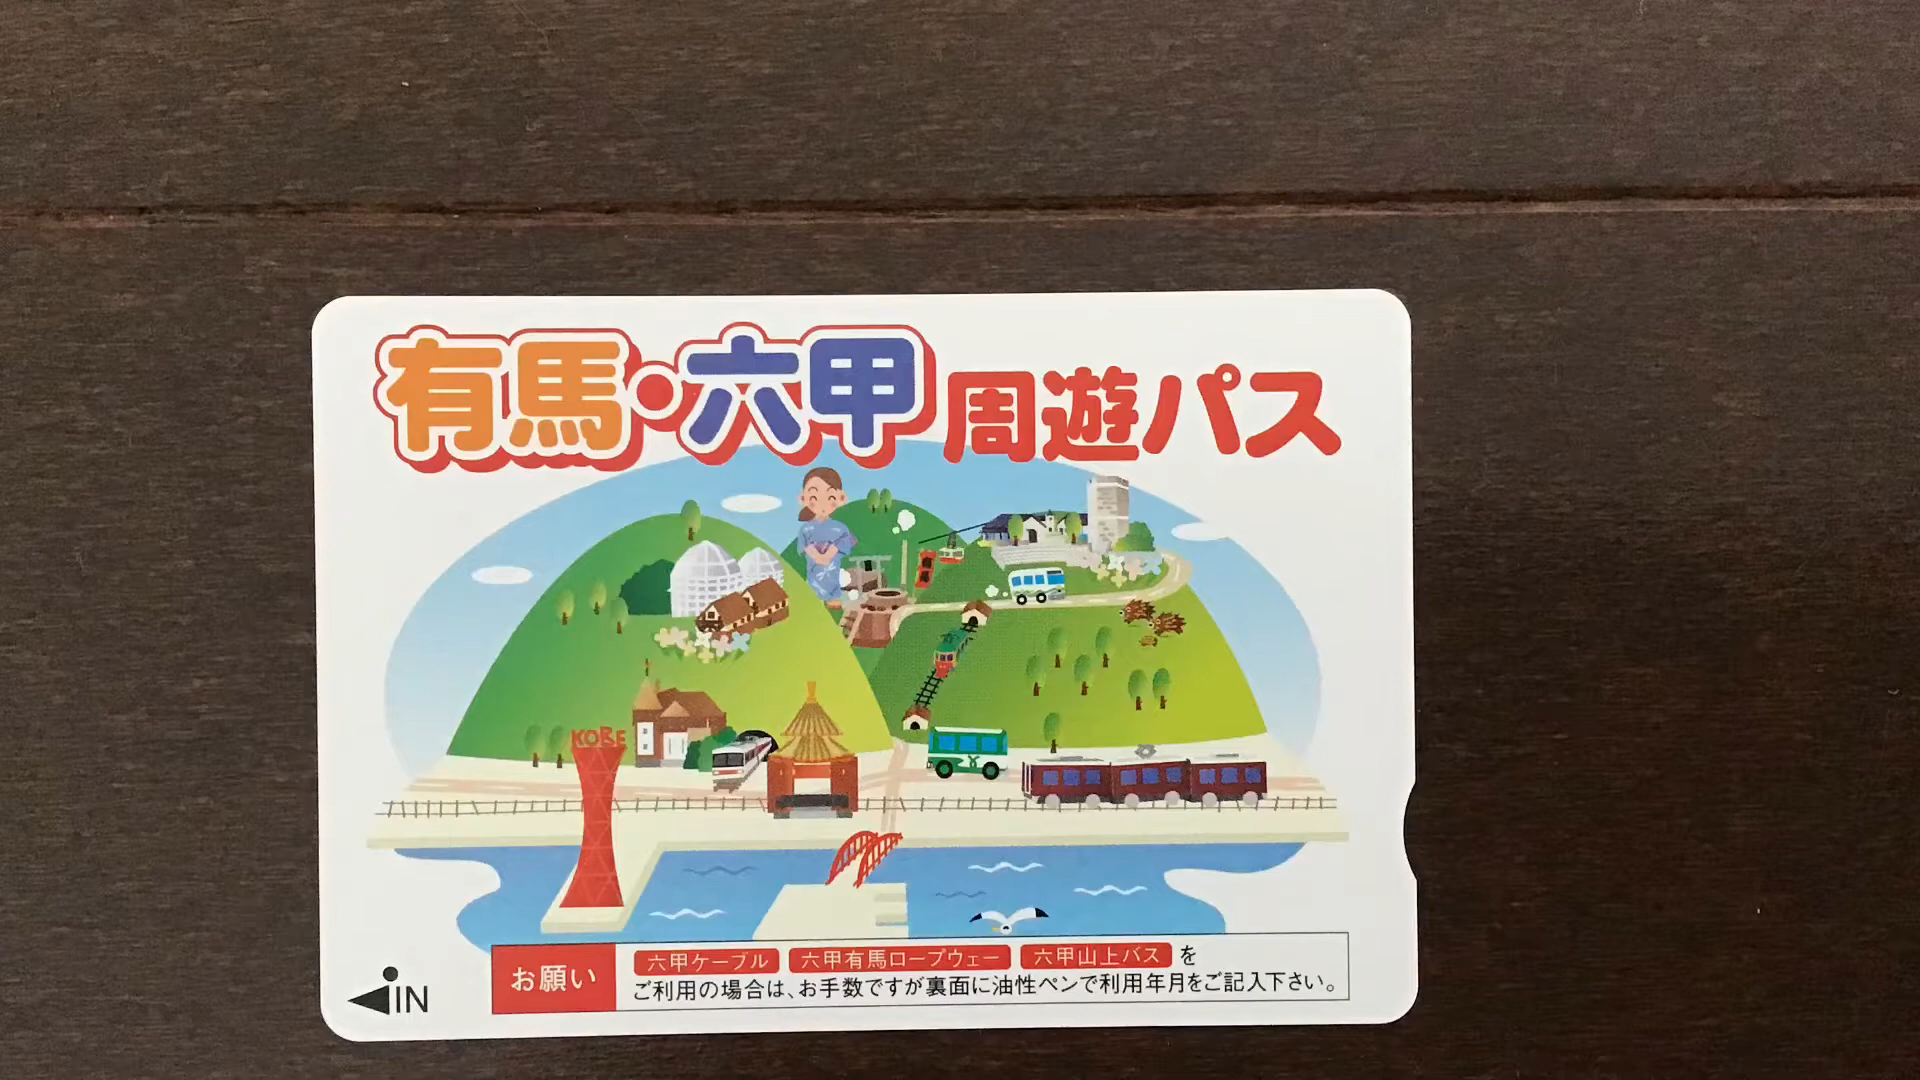 有馬・六甲周遊パス
KOBE
お願い
六甲ケーブル 六甲有馬ロープウェー 六甲山上バス を
ご利用の場合は、お手数ですが裏面に油性ペンで利用年月をご記入下さい。
IN